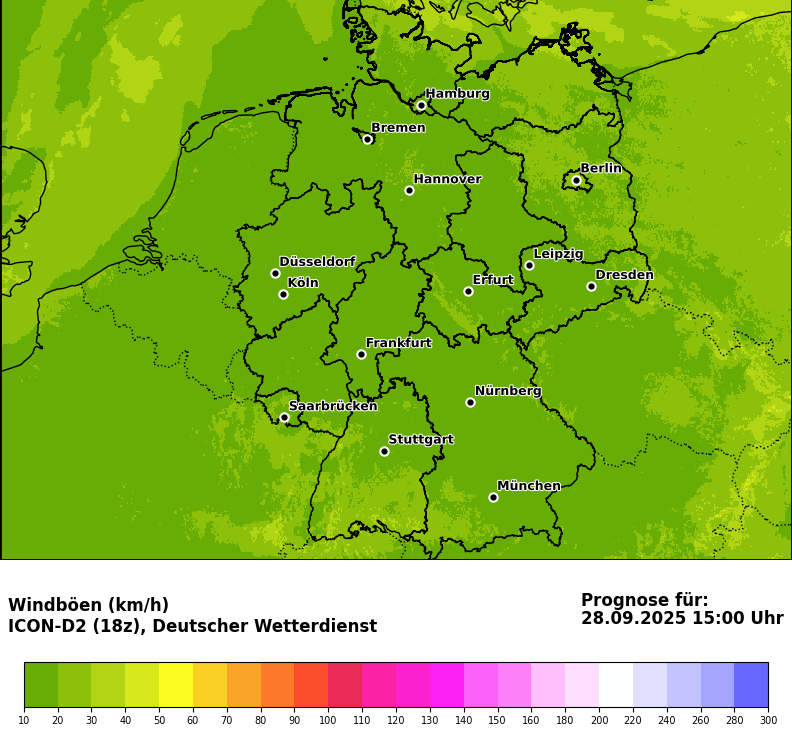 Hamburg
Bremen
Berlin
Hannover
Leipzig
Düsseldorf
Dresden
Köln
Erfurt
Frankfurt
Nürnberg
Saarbrücken
Stuttgart
München
Windböen (km/h)
ICON-D2 (18z), Deutscher Wetterdienst
Prognose für:
28.09.2025 15:00 Uhr
10 20 30 40 50 60 70 80 90 100 110 120 130 140 150 160 180 200 220 240 260 280 300